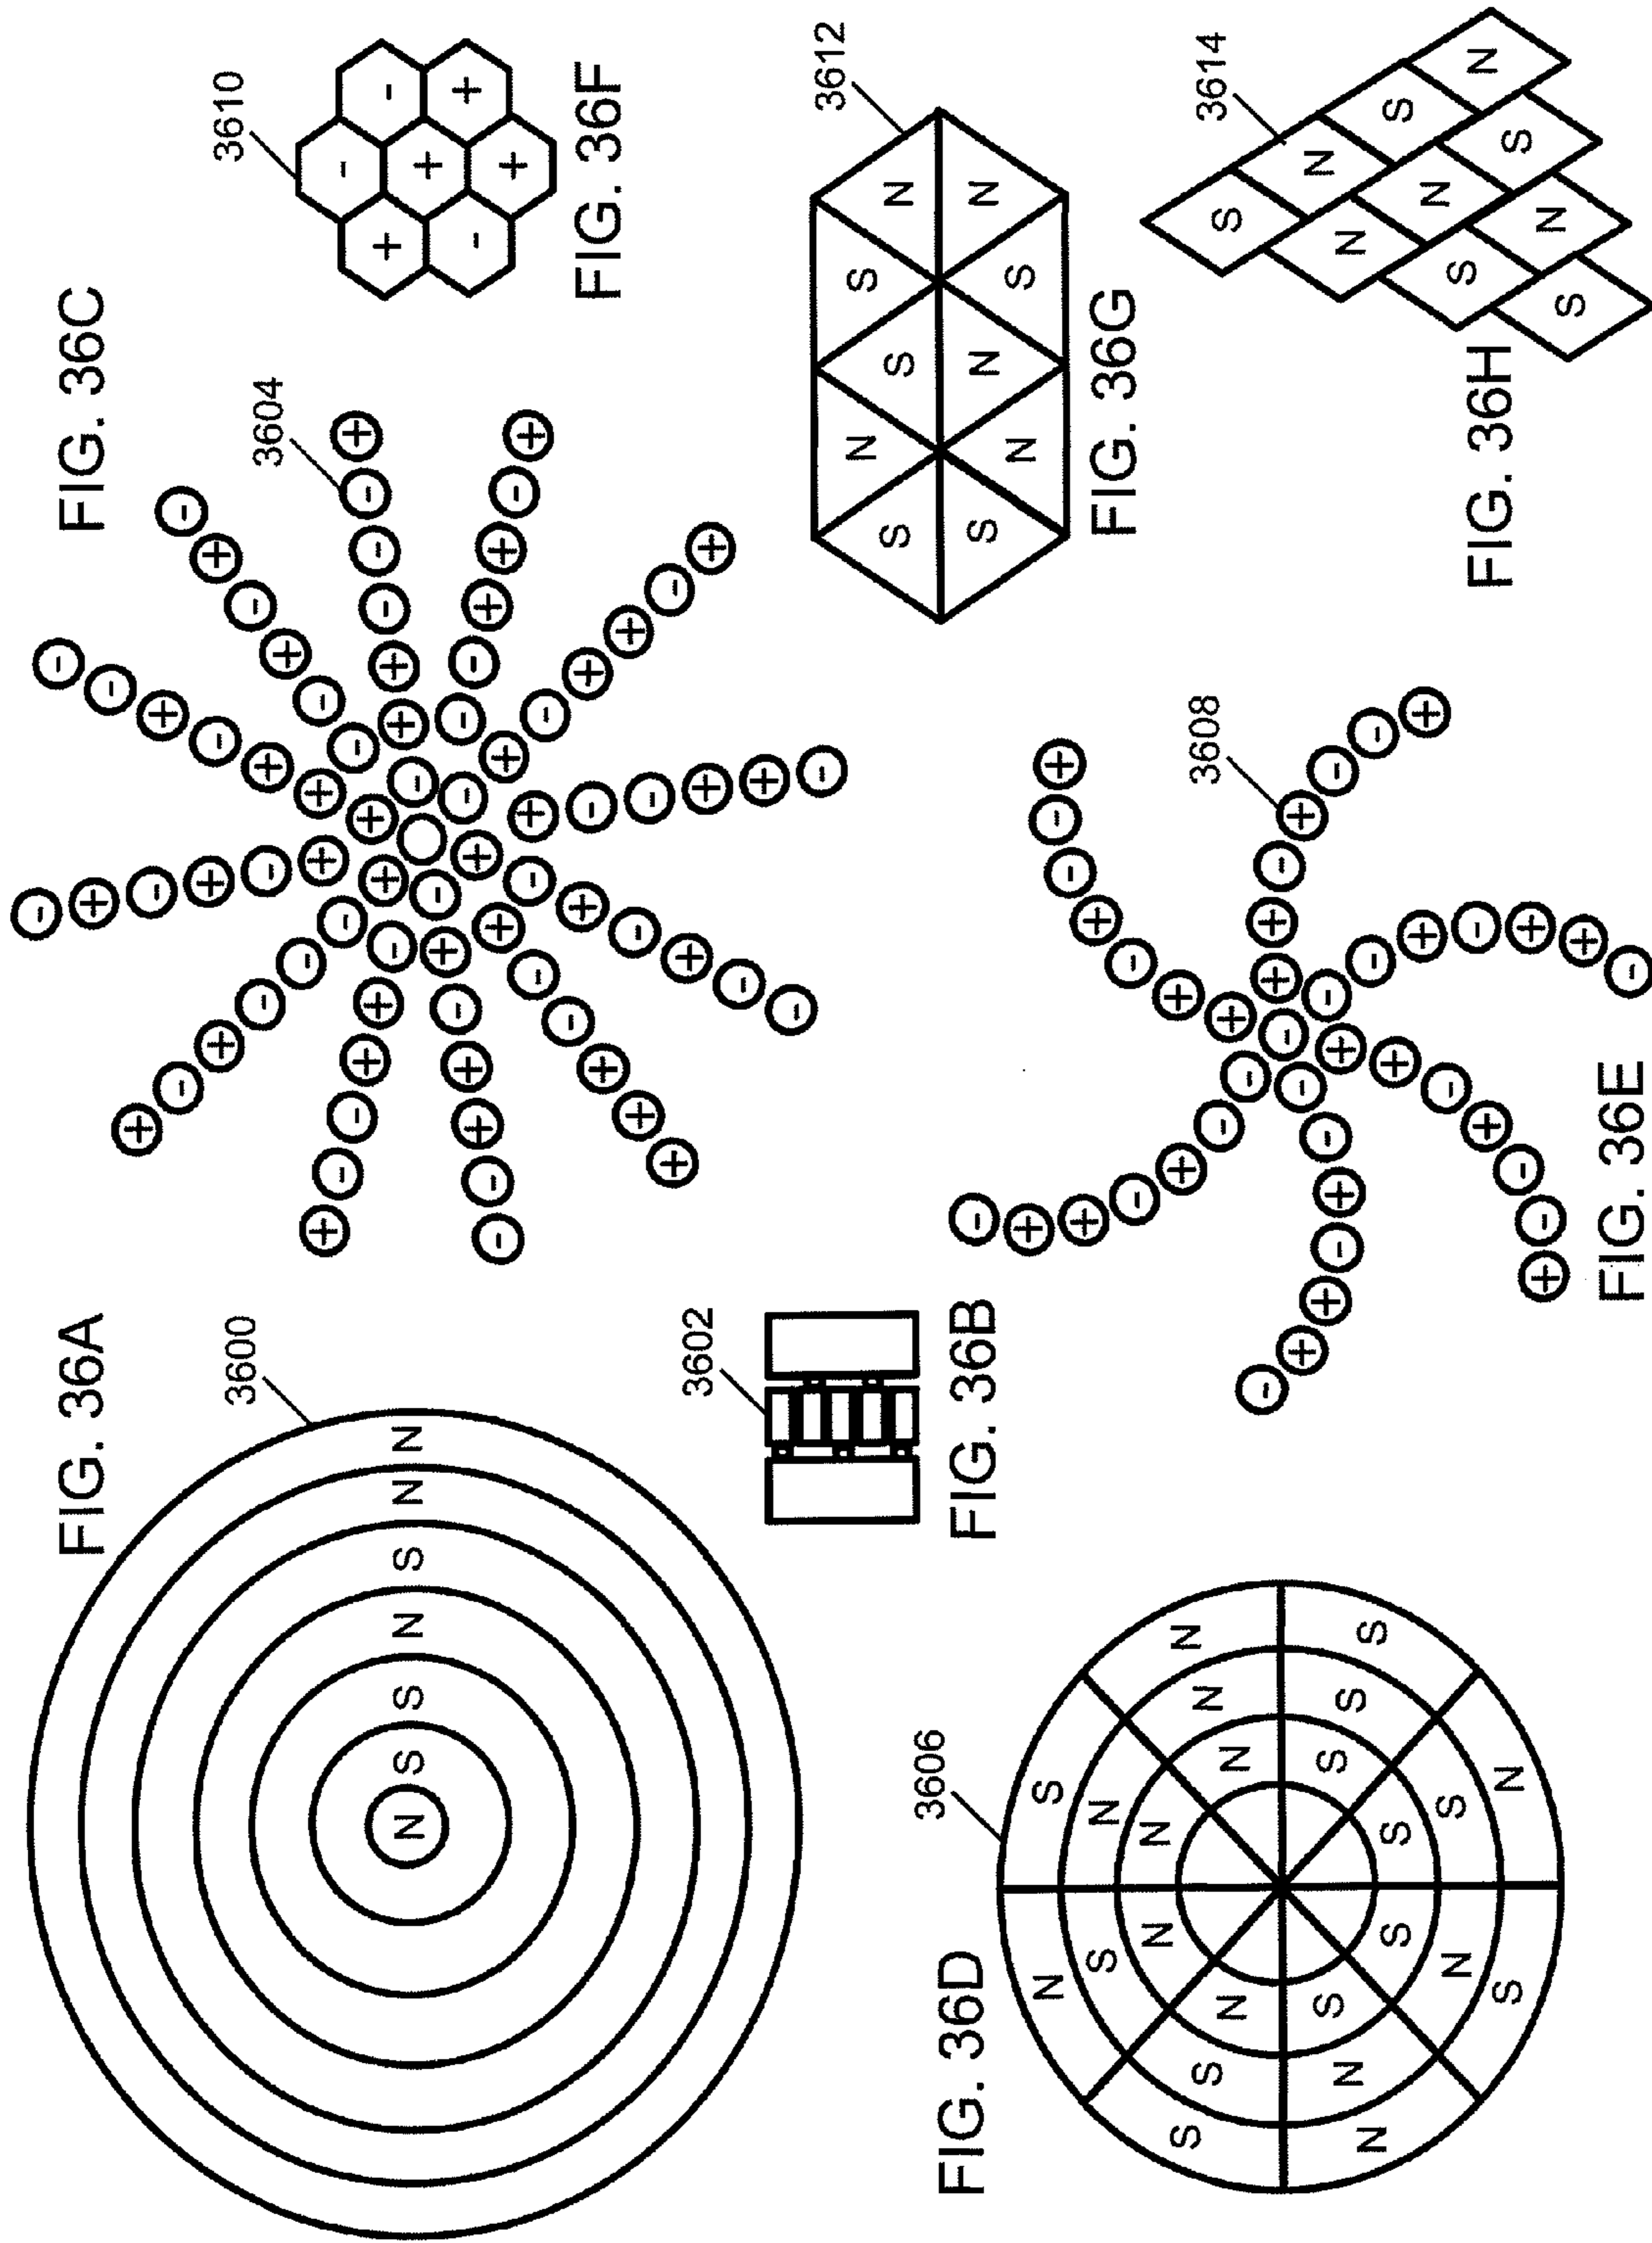 FIG. 36A
3600
N S S N S N N
3602
FIG. 36B
FIG. 36C
3604
+ - + - - - +
- + - + - +
- - + - + + +
- + - + - - -
+ - - - + +
+ - + + - - -
+ - + + - +
- + + - - + +
- - + - + -
+ + + - - + -
- - + + - +
+ - - + + -
3610
-
+ -
+
- +
+
FIG. 36F
FIG. 36D
3606
N S
S N
N N
S N
S N
N N
S S
N S
N S
S S
N S
S N
3608
- + + - + - -
+ - - + - + +
+ - - + - + +
- + + - + - -
+ - - + - + +
- + + - + - -
-
FIG. 36E
3612
S N S S N
S N N S N
FIG. 36G
3614
S N S N
N N S
S N
S
FIG. 36H